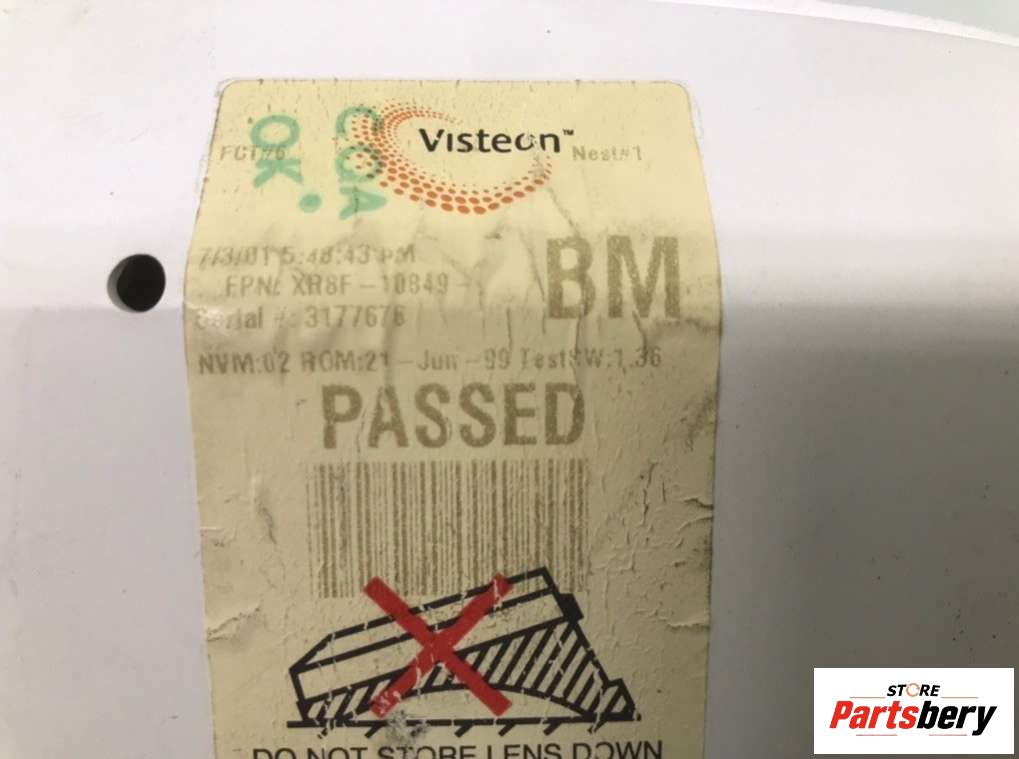 CQA
OK.
Visteon™
FCT#6 Nest#1
7/3/01 5:48:43 PM
FPN: XR8F-10849-
BM
Serial #: 3177676
NVM:02 ROM:21-Jun-99 TestSW:1.36
PASSED
DO NOT STORE LENS DOWN
STORE
Partsbery